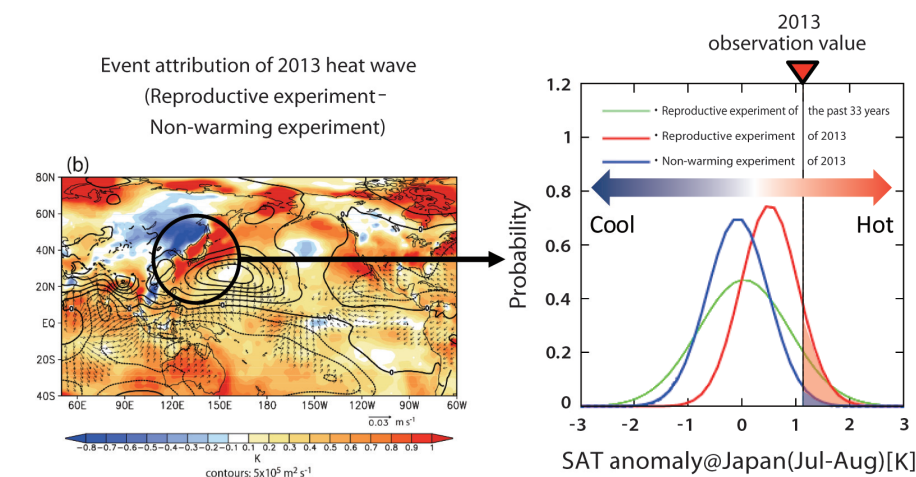 Event attribution of 2013 heat wave
(Reproductive experiment–
Non-warming experiment)
(b)
80N
60N
40N
20N
EQ
20S
40S
60E 90E 120E 150E 180 150W 120W 90W 60W
0.03 m s⁻¹
-0.8 -0.7 -0.6 -0.5 -0.4 -0.3 -0.2 -0.1 0.1 0.2 0.3 0.4 0.5 0.6 0.7 0.8 0.9 1
K
contours: 5x10⁵ m² s⁻¹
2013
observation value
1.2
1
0.8
0.6
0.4
0.2
0
Probability
・Reproductive experiment of the past 33 years
・Reproductive experiment of 2013
・Non-warming experiment of 2013
Cool Hot
-3 -2 -1 0 1 2 3
SAT anomaly@Japan(Jul-Aug)[K]